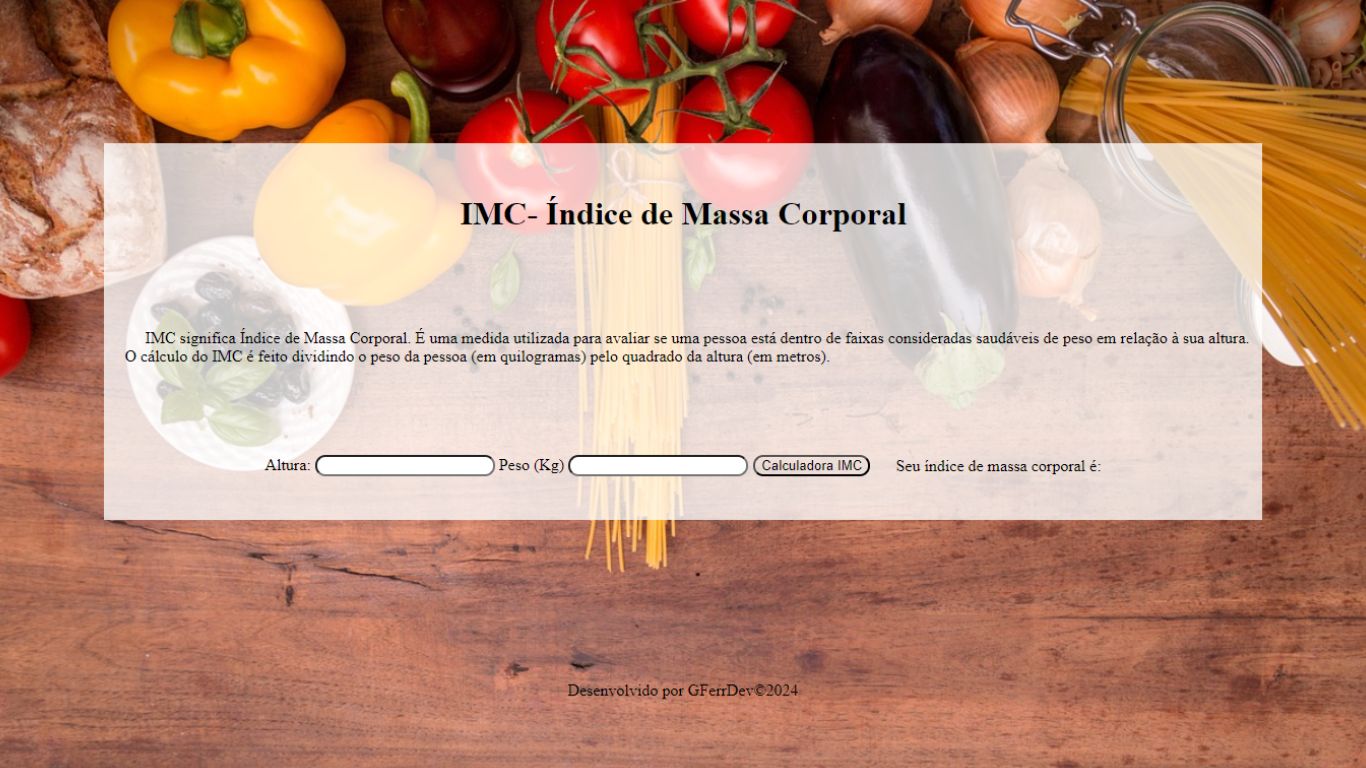 IMC- Índice de Massa Corporal
IMC significa Índice de Massa Corporal. É uma medida utilizada para avaliar se uma pessoa está dentro de faixas consideradas saudáveis de peso em relação à sua altura.
O cálculo do IMC é feito dividindo o peso da pessoa (em quilogramas) pelo quadrado da altura (em metros).
Altura: Peso (Kg) Calculadora IMC Seu índice de massa corporal é:
Desenvolvido por GFerrDev©2024